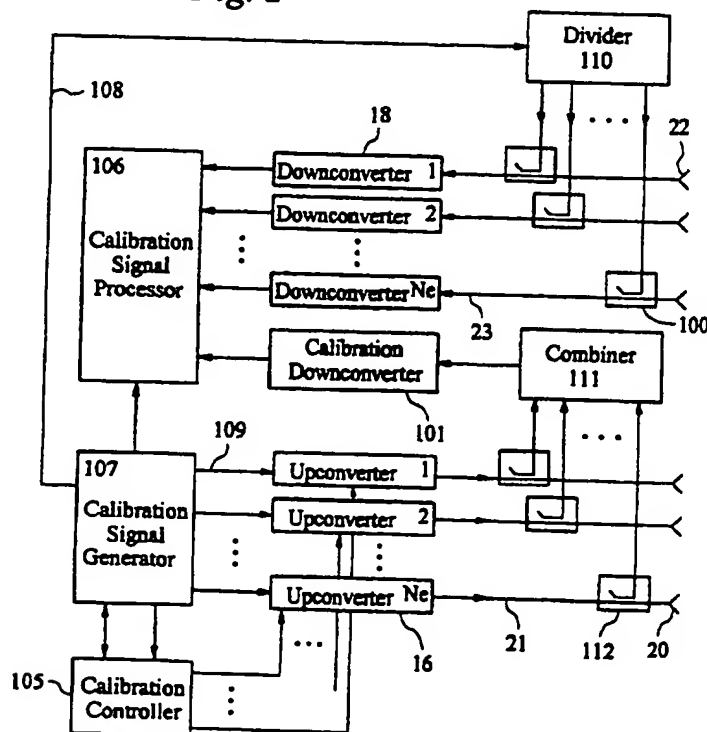 Divider
110
108
18
22
106
Downconverter 1
Downconverter 2
Calibration
Signal
Processor
Downconverter Ne
23
100
Calibration
Downconverter
Combiner
111
101
109
107
Upconverter 1
Calibration
Signal
Generator
Upconverter 2
Upconverter Ne
21
112
20
16
105
Calibration
Controller